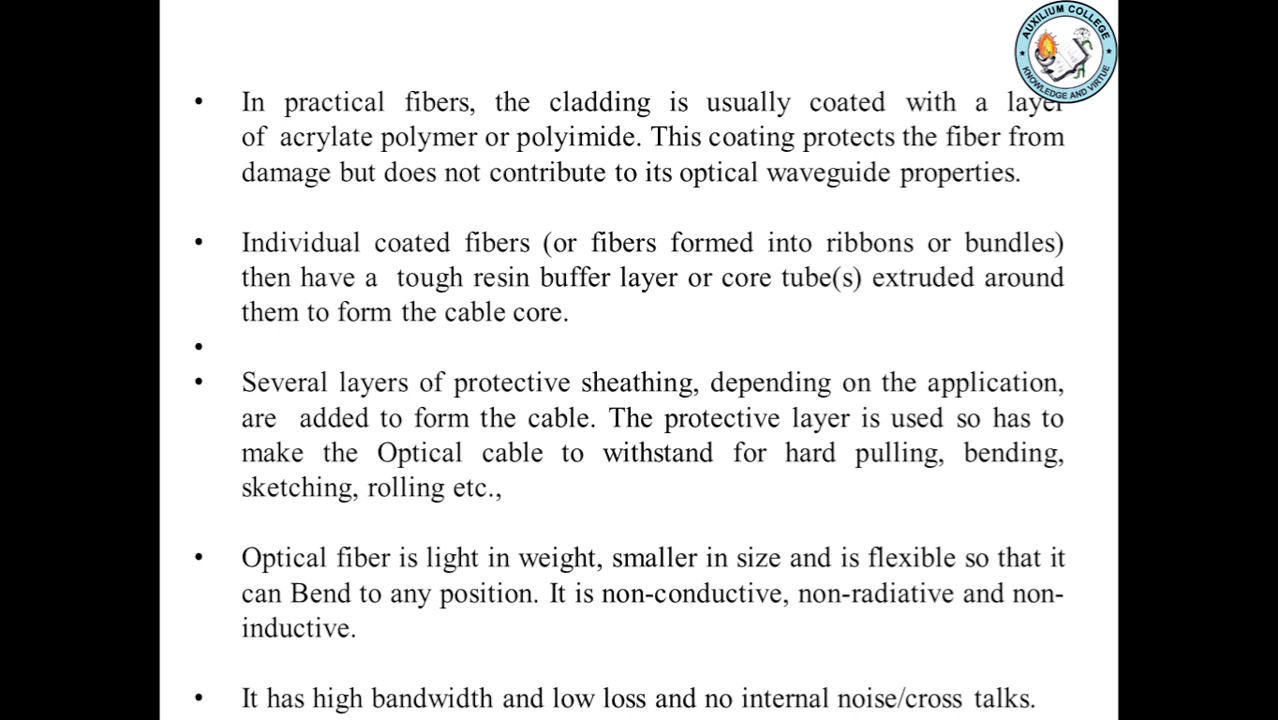 AUXILIUM COLLEGE
KNOWLEDGE AND VIRTUE
• In practical fibers, the cladding is usually coated with a layer
of acrylate polymer or polyimide. This coating protects the fiber from
damage but does not contribute to its optical waveguide properties.
• Individual coated fibers (or fibers formed into ribbons or bundles)
then have a tough resin buffer layer or core tube(s) extruded around
them to form the cable core.
•
• Several layers of protective sheathing, depending on the application,
are added to form the cable. The protective layer is used so has to
make the Optical cable to withstand for hard pulling, bending,
sketching, rolling etc.,
• Optical fiber is light in weight, smaller in size and is flexible so that it
can Bend to any position. It is non-conductive, non-radiative and non-
inductive.
• It has high bandwidth and low loss and no internal noise/cross talks.